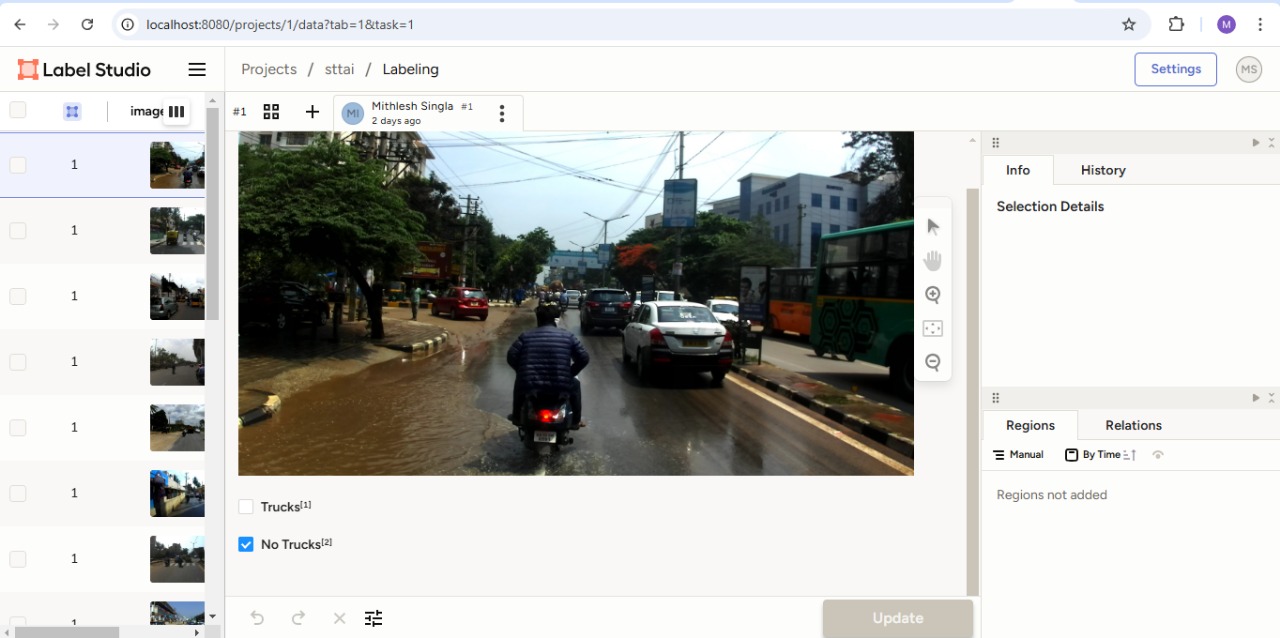 localhost:8080/projects/1/data?tab=1&task=1
M
Label Studio
Projects / sttai / Labeling
Settings
MS
image
#1
MI
Mithlesh Singla #1
2 days ago
1
1
1
1
1
1
1
1
Info
History
Selection Details
Regions
Relations
Manual
By Time
Regions not added
Trucks[1]
No Trucks[2]
Update